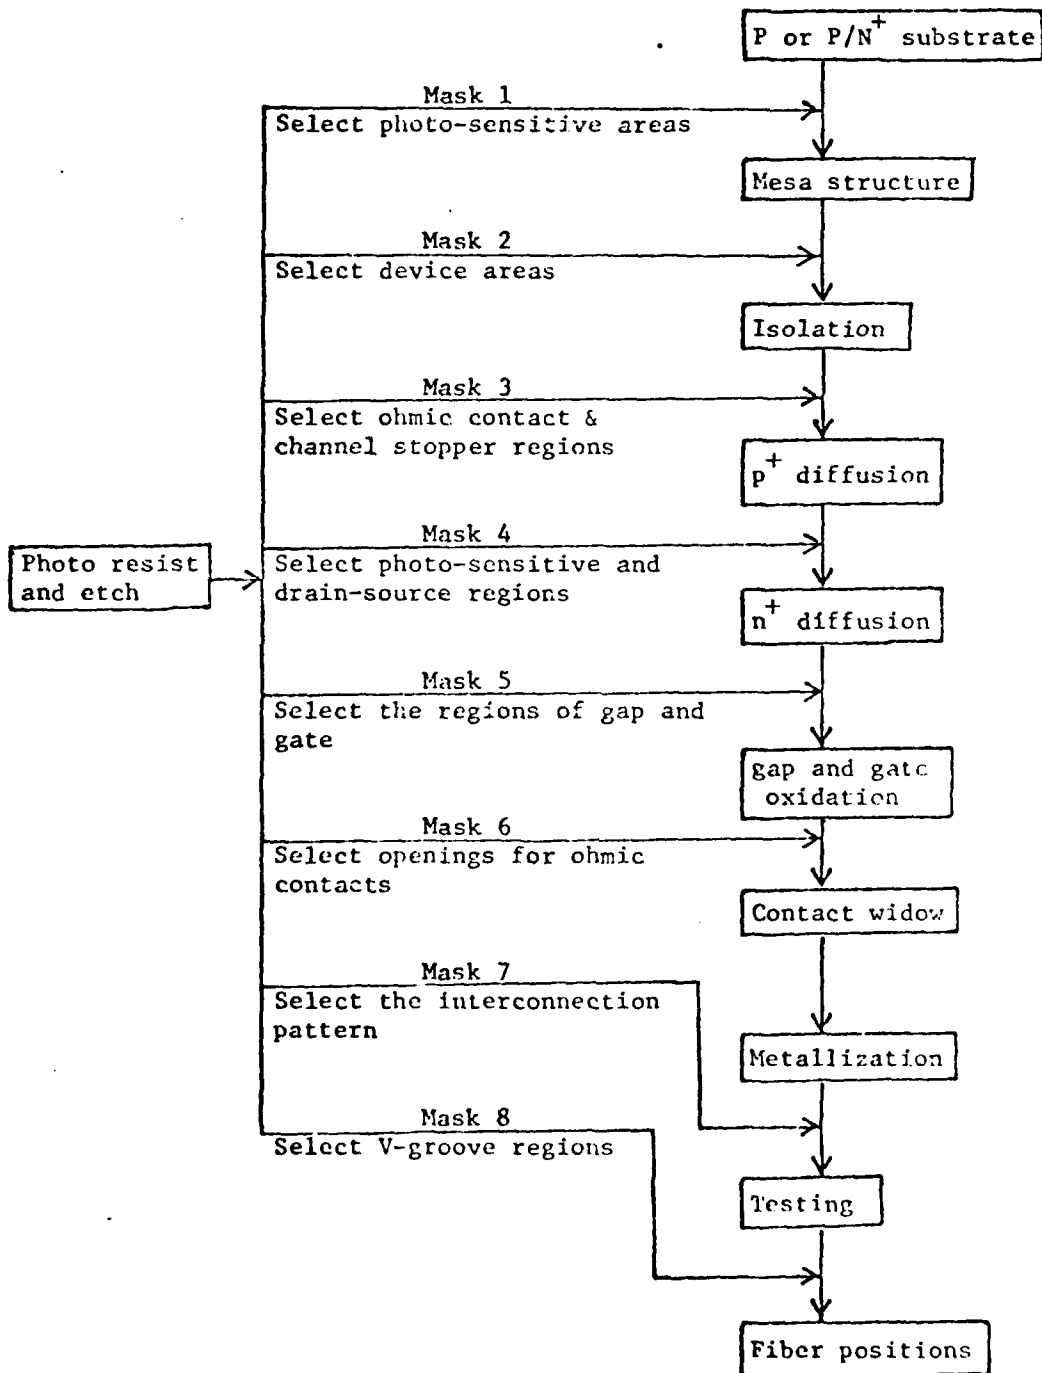 P or P/N+ substrate
Mask 1
Select photo-sensitive areas
Mesa structure
Mask 2
Select device areas
Isolation
Mask 3
Select ohmic contact &
channel stopper regions
p+ diffusion
Mask 4
Photo resist
and etch
Select photo-sensitive and
drain-source regions
n+ diffusion
Mask 5
Select the regions of gap and
gate
gap and gate
oxidation
Mask 6
Select openings for ohmic
contacts
Contact widow
Mask 7
Select the interconnection
pattern
Metallization
Mask 8
Select V-groove regions
Testing
Fiber positions